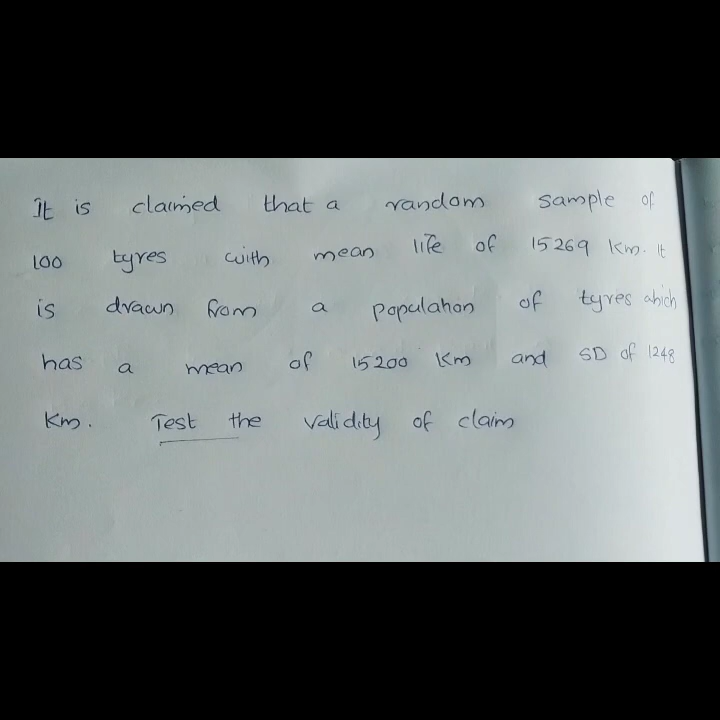 It is claimed that a random sample of
100 tyres with mean life of 15269 km. It
is drawn from a population of tyres which
has a mean of 15200 km and SD of 1248
km. Test the validity of claim